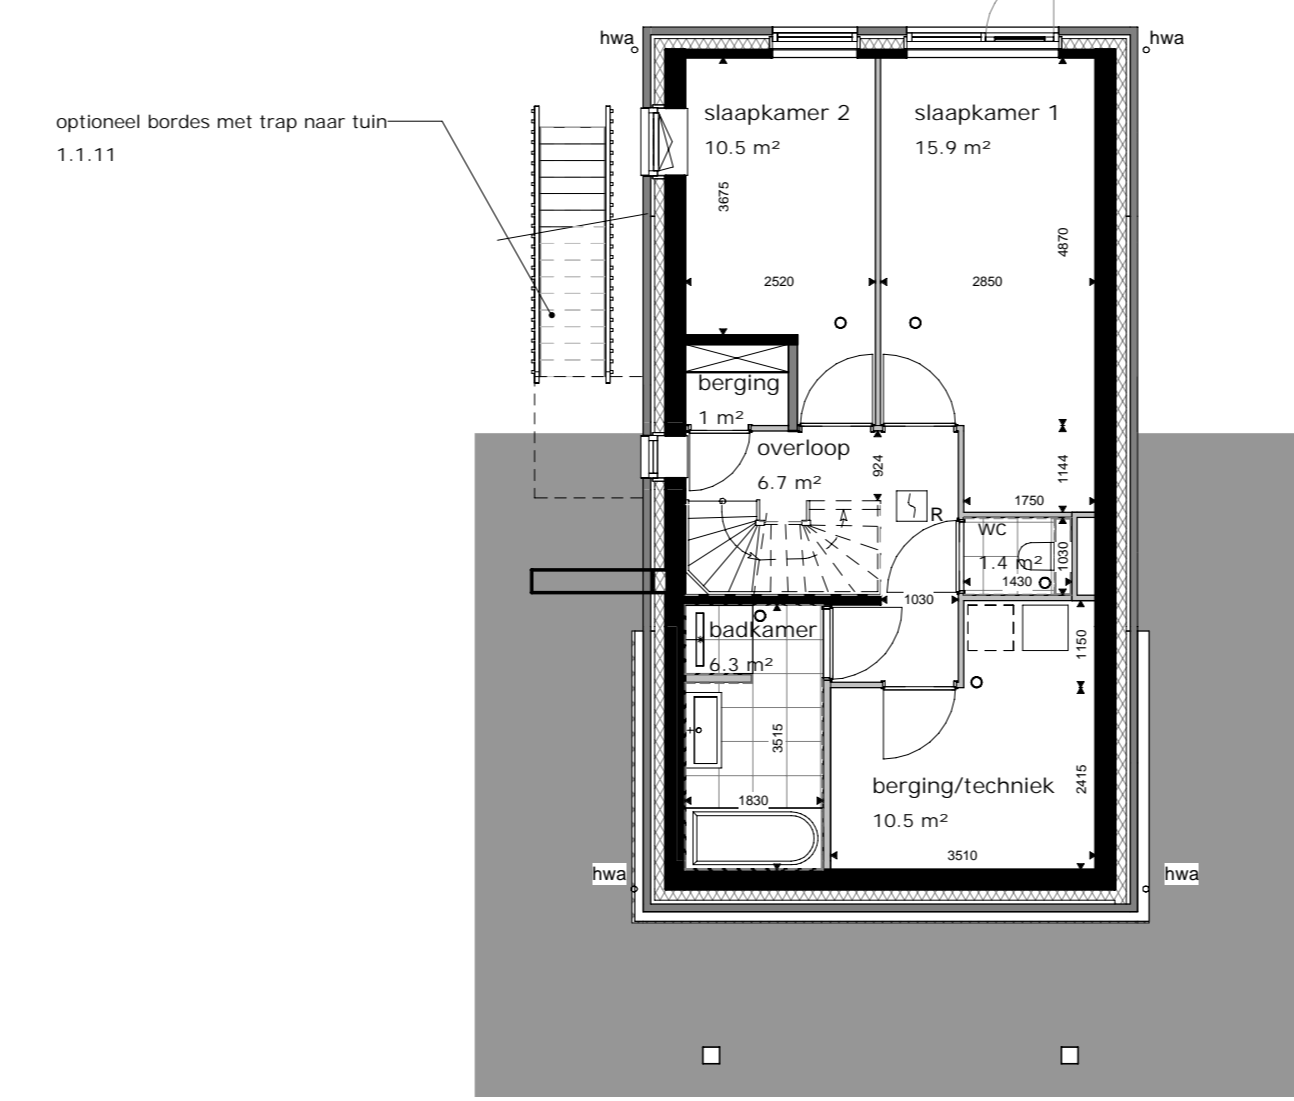 hwa
hwa
optioneel bordes met trap naar tuin
1.1.11
slaapkamer 2
10.5 m²
slaapkamer 1
15.9 m²
3675
4870
2520
2850
berging
1 m²
overloop
6.7 m²
924
1144
1750
R
wc
1.4 m²
1030
1430
1030
badkamer
6.3 m²
1150
3515
2415
berging/techniek
10.5 m²
1830
3510
hwa
hwa